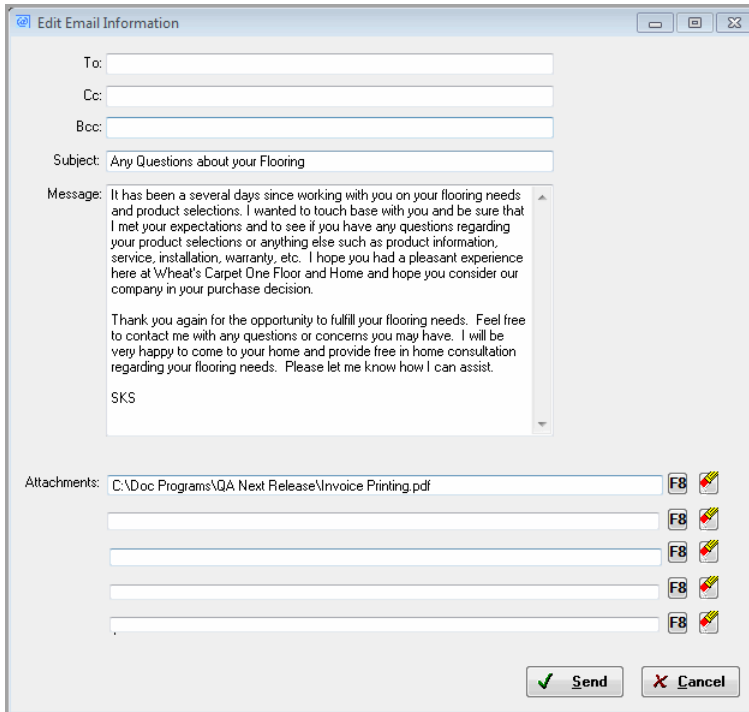 Edit Email Information
To:
Cc:
Bcc:
Subject: Any Questions about your Flooring
Message: It has been a several days since working with you on your flooring needs
and product selections. I wanted to touch base with you and be sure that
I met your expectations and to see if you have any questions regarding
your product selections or anything else such as product information,
service, installation, warranty, etc.  I hope you had a pleasant experience
here at Wheat's Carpet One Floor and Home and hope you consider our
company in your purchase decision.
Thank you again for the opportunity to fulfill your flooring needs.  Feel free
to contact me with any questions or concerns you may have.  I will be
very happy to come to your home and provide free in home consultation
regarding your flooring needs.  Please let me know how I can assist.
SKS
Attachments: C:\Doc Programs\QA Next Release\Invoice Printing.pdf F8
F8
F8
F8
F8
Send Cancel